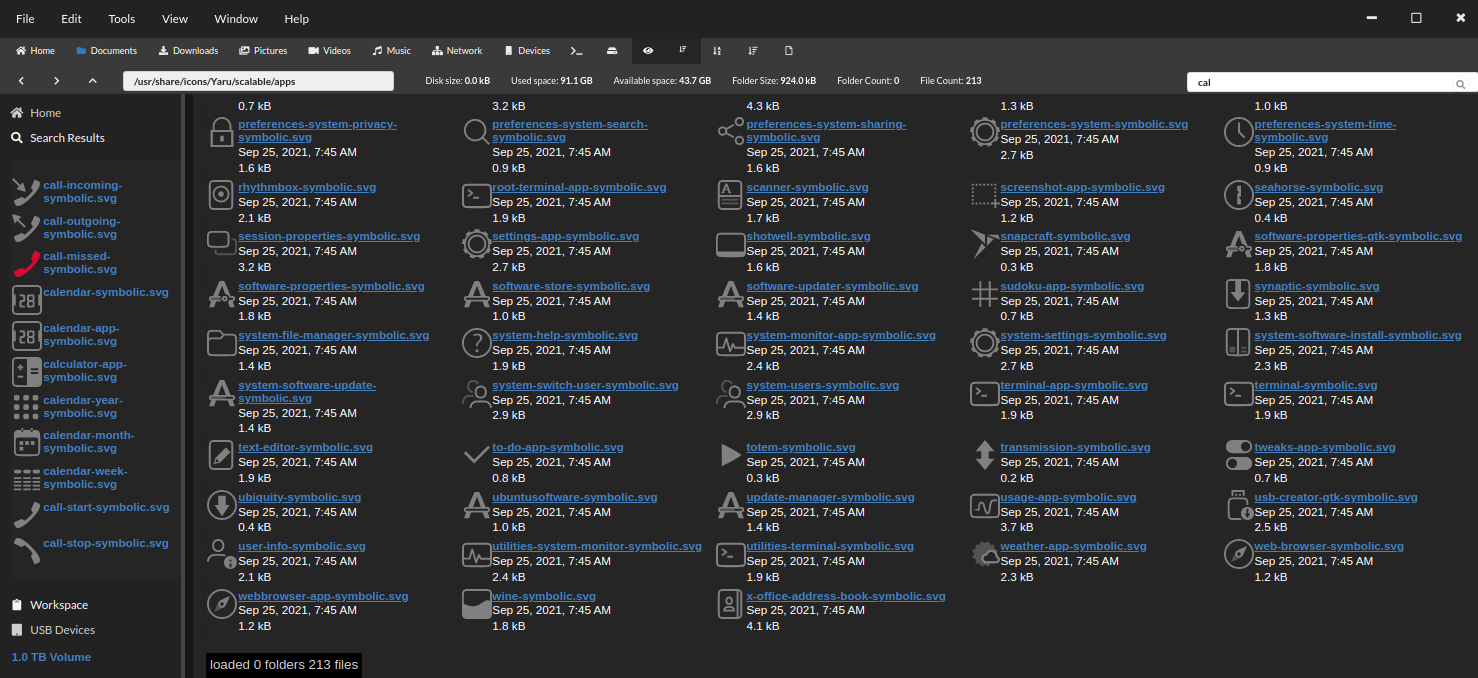 File Edit Tools View Window Help
Home Documents Downloads Pictures Videos Music Network Devices
/usr/share/icons/Yaru/scalable/apps Disk size: 0.0 kB Used space: 91.1 GB Available space: 43.7 GB Folder Size: 924.0 kB Folder Count: 0 File Count: 213 cal
Home
Search Results
call-incoming-
symbolic.svg
call-outgoing-
symbolic.svg
call-missed-
symbolic.svg
calendar-symbolic.svg
28
calendar-app-
symbolic.svg
28
calculator-app-
symbolic.svg
calendar-year-
symbolic.svg
calendar-month-
symbolic.svg
calendar-week-
symbolic.svg
call-start-symbolic.svg
call-stop-symbolic.svg
Workspace
USB Devices
1.0 TB Volume
0.7 kB 3.2 kB 4.3 kB 1.3 kB 1.0 kB
preferences-system-privacy-
symbolic.svg
Sep 25, 2021, 7:45 AM
1.6 kB
preferences-system-search-
symbolic.svg
Sep 25, 2021, 7:45 AM
0.9 kB
preferences-system-sharing-
symbolic.svg
Sep 25, 2021, 7:45 AM
1.6 kB
preferences-system-symbolic.svg
Sep 25, 2021, 7:45 AM
2.7 kB
preferences-system-time-
symbolic.svg
Sep 25, 2021, 7:45 AM
0.9 kB
rhythmbox-symbolic.svg
Sep 25, 2021, 7:45 AM
2.1 kB
root-terminal-app-symbolic.svg
Sep 25, 2021, 7:45 AM
1.9 kB
A
scanner-symbolic.svg
Sep 25, 2021, 7:45 AM
1.7 kB
screenshot-app-symbolic.svg
Sep 25, 2021, 7:45 AM
1.2 kB
seahorse-symbolic.svg
Sep 25, 2021, 7:45 AM
0.4 kB
session-properties-symbolic.svg
Sep 25, 2021, 7:45 AM
3.2 kB
settings-app-symbolic.svg
Sep 25, 2021, 7:45 AM
2.7 kB
shotwell-symbolic.svg
Sep 25, 2021, 7:45 AM
1.6 kB
snapcraft-symbolic.svg
Sep 25, 2021, 7:45 AM
0.3 kB
software-properties-gtk-symbolic.svg
Sep 25, 2021, 7:45 AM
1.8 kB
software-properties-symbolic.svg
Sep 25, 2021, 7:45 AM
1.8 kB
software-store-symbolic.svg
Sep 25, 2021, 7:45 AM
1.0 kB
software-updater-symbolic.svg
Sep 25, 2021, 7:45 AM
1.4 kB
sudoku-app-symbolic.svg
Sep 25, 2021, 7:45 AM
0.7 kB
synaptic-symbolic.svg
Sep 25, 2021, 7:45 AM
1.3 kB
system-file-manager-symbolic.svg
Sep 25, 2021, 7:45 AM
1.4 kB
system-help-symbolic.svg
Sep 25, 2021, 7:45 AM
1.9 kB
system-monitor-app-symbolic.svg
Sep 25, 2021, 7:45 AM
2.4 kB
system-settings-symbolic.svg
Sep 25, 2021, 7:45 AM
2.7 kB
system-software-install-symbolic.svg
Sep 25, 2021, 7:45 AM
2.3 kB
system-software-update-
symbolic.svg
Sep 25, 2021, 7:45 AM
1.4 kB
system-switch-user-symbolic.svg
Sep 25, 2021, 7:45 AM
2.9 kB
system-users-symbolic.svg
Sep 25, 2021, 7:45 AM
2.9 kB
terminal-app-symbolic.svg
Sep 25, 2021, 7:45 AM
1.9 kB
terminal-symbolic.svg
Sep 25, 2021, 7:45 AM
1.9 kB
text-editor-symbolic.svg
Sep 25, 2021, 7:45 AM
1.9 kB
to-do-app-symbolic.svg
Sep 25, 2021, 7:45 AM
0.8 kB
totem-symbolic.svg
Sep 25, 2021, 7:45 AM
0.3 kB
transmission-symbolic.svg
Sep 25, 2021, 7:45 AM
0.2 kB
tweaks-app-symbolic.svg
Sep 25, 2021, 7:45 AM
0.7 kB
ubiquity-symbolic.svg
Sep 25, 2021, 7:45 AM
0.4 kB
ubuntusoftware-symbolic.svg
Sep 25, 2021, 7:45 AM
1.0 kB
update-manager-symbolic.svg
Sep 25, 2021, 7:45 AM
1.4 kB
usage-app-symbolic.svg
Sep 25, 2021, 7:45 AM
3.7 kB
usb-creator-gtk-symbolic.svg
Sep 25, 2021, 7:45 AM
2.5 kB
user-info-symbolic.svg
Sep 25, 2021, 7:45 AM
2.1 kB
utilities-system-monitor-symbolic.svg
Sep 25, 2021, 7:45 AM
2.4 kB
utilities-terminal-symbolic.svg
Sep 25, 2021, 7:45 AM
1.9 kB
weather-app-symbolic.svg
Sep 25, 2021, 7:45 AM
2.3 kB
web-browser-symbolic.svg
Sep 25, 2021, 7:45 AM
1.2 kB
webbrowser-app-symbolic.svg
Sep 25, 2021, 7:45 AM
1.2 kB
wine-symbolic.svg
Sep 25, 2021, 7:45 AM
1.8 kB
x-office-address-book-symbolic.svg
Sep 25, 2021, 7:45 AM
4.1 kB
loaded 0 folders 213 files